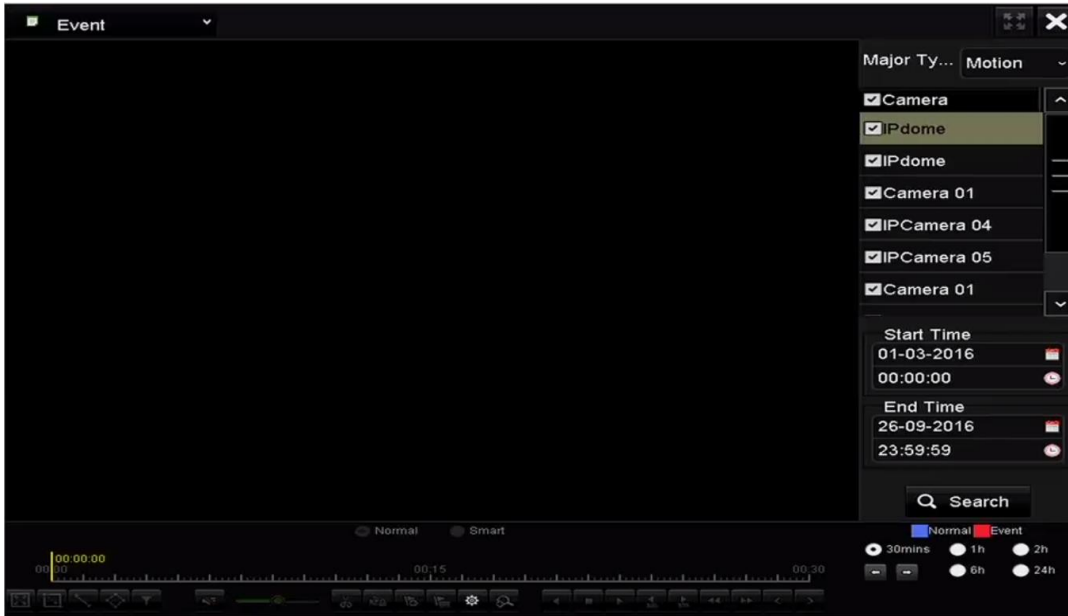 Event
Major Ty... Motion
Camera
IPdome
IPdome
Camera 01
IPCamera 04
IPCamera 05
Camera 01
Start Time
01-03-2016
00:00:00
End Time
26-09-2016
23:59:59
Search
Normal Smart
Normal Event
00:00:00
00:00 00:15 00:30
30mins 1h 2h
6h 24h